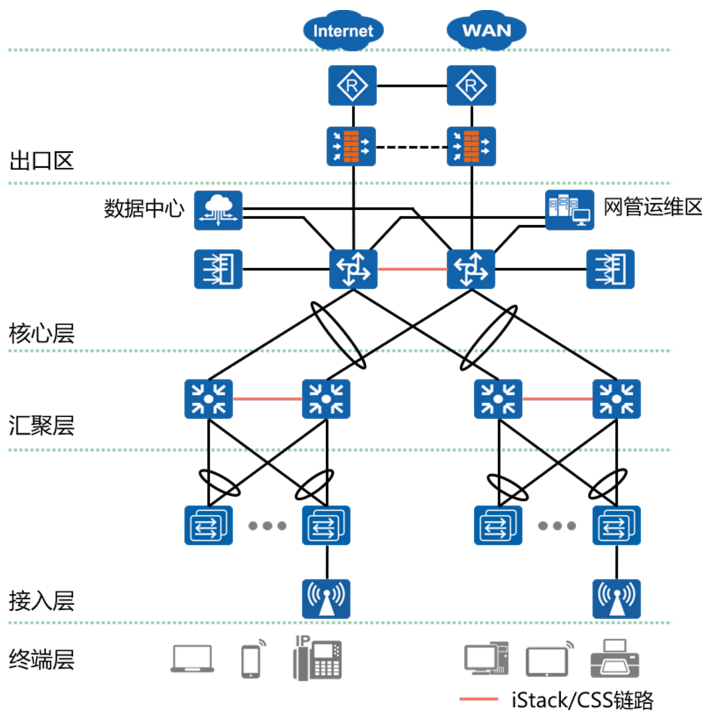 Internet
WAN
R
R
出口区
数据中心
网管运维区
核心层
汇聚层
接入层
IP
终端层
iStack/CSS链路